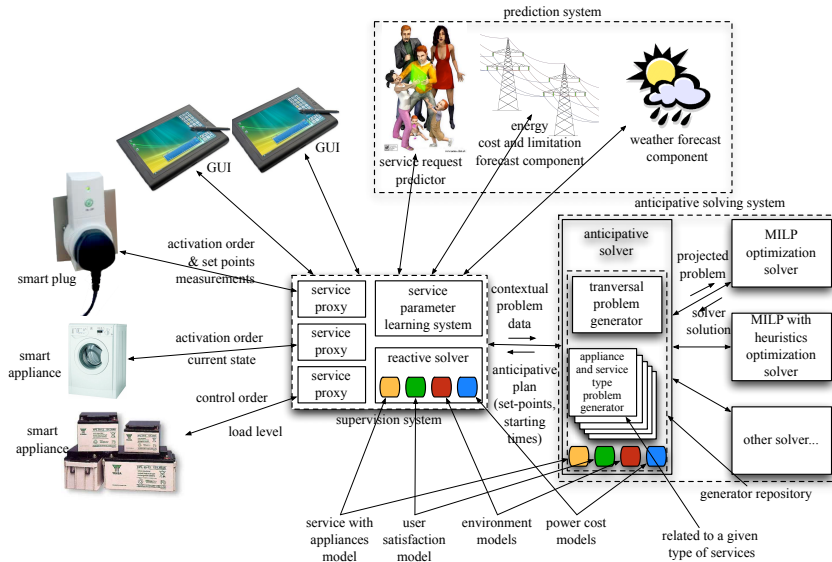 prediction system
GUI
GUI
service request
predictor
energy
cost and limitation
forecast component
weather forecast
component
anticipative solving system
smart plug
activation order
& set points
measurements
smart
appliance
activation order
current state
smart
appliance
control order
load level
service
proxy
service
proxy
service
proxy
service
parameter
learning system
reactive solver
supervision system
contextual
problem
data
anticipative
plan
(set-points,
starting
times)
anticipative
solver
tranversal
problem
generator
appliance
and service
type
problem
generator
projected
problem
solver
solution
MILP
optimization
solver
MILP with
heuristics
optimization
solver
other solver...
generator repository
service with
appliances
model
user
satisfaction
model
environment
models
power cost
models
related to a given
type of services